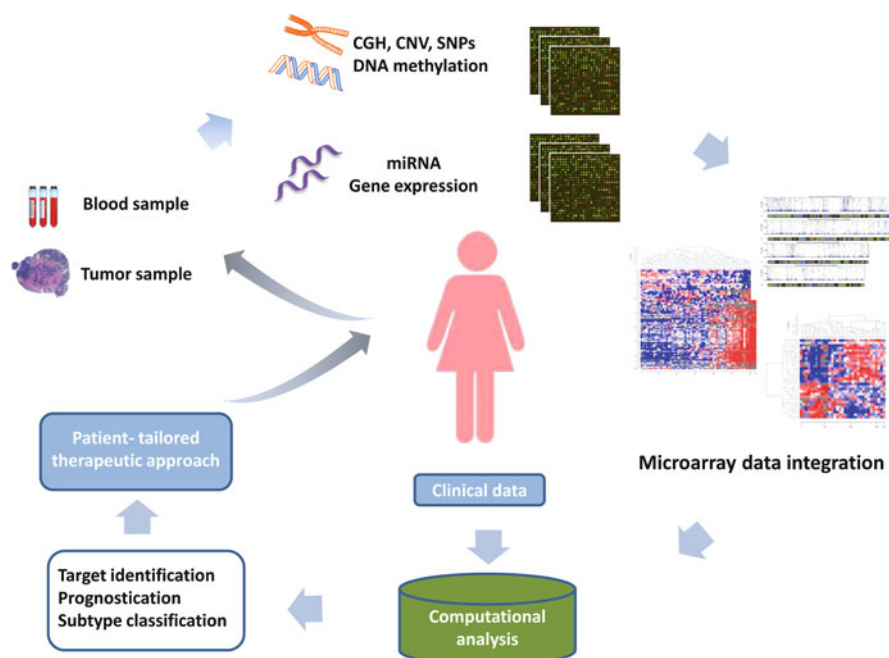 CGH, CNV, SNPs
DNA methylation
miRNA
Gene expression
Blood sample
Tumor sample
Patient- tailored
therapeutic approach
Clinical data
Microarray data integration
Target identification
Prognostication
Subtype classification
Computational
analysis